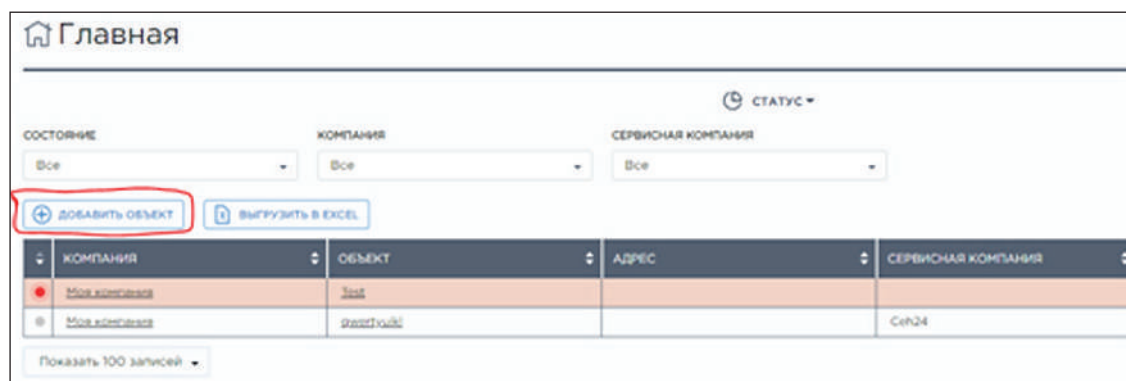 Главная
СТАТУС
СОСТОЯНИЕ КОМПАНИЯ СЕРВИСНАЯ КОМПАНИЯ
Все Все Все
ДОБАВИТЬ ОБЪЕКТ ВЫГРУЗИТЬ В EXCEL
КОМПАНИЯ ОБЪЕКТ АДРЕС СЕРВИСНАЯ КОМПАНИЯ
Моя компания Test
Моя компания qwertyuikl Ceh24
Показать 100 записей